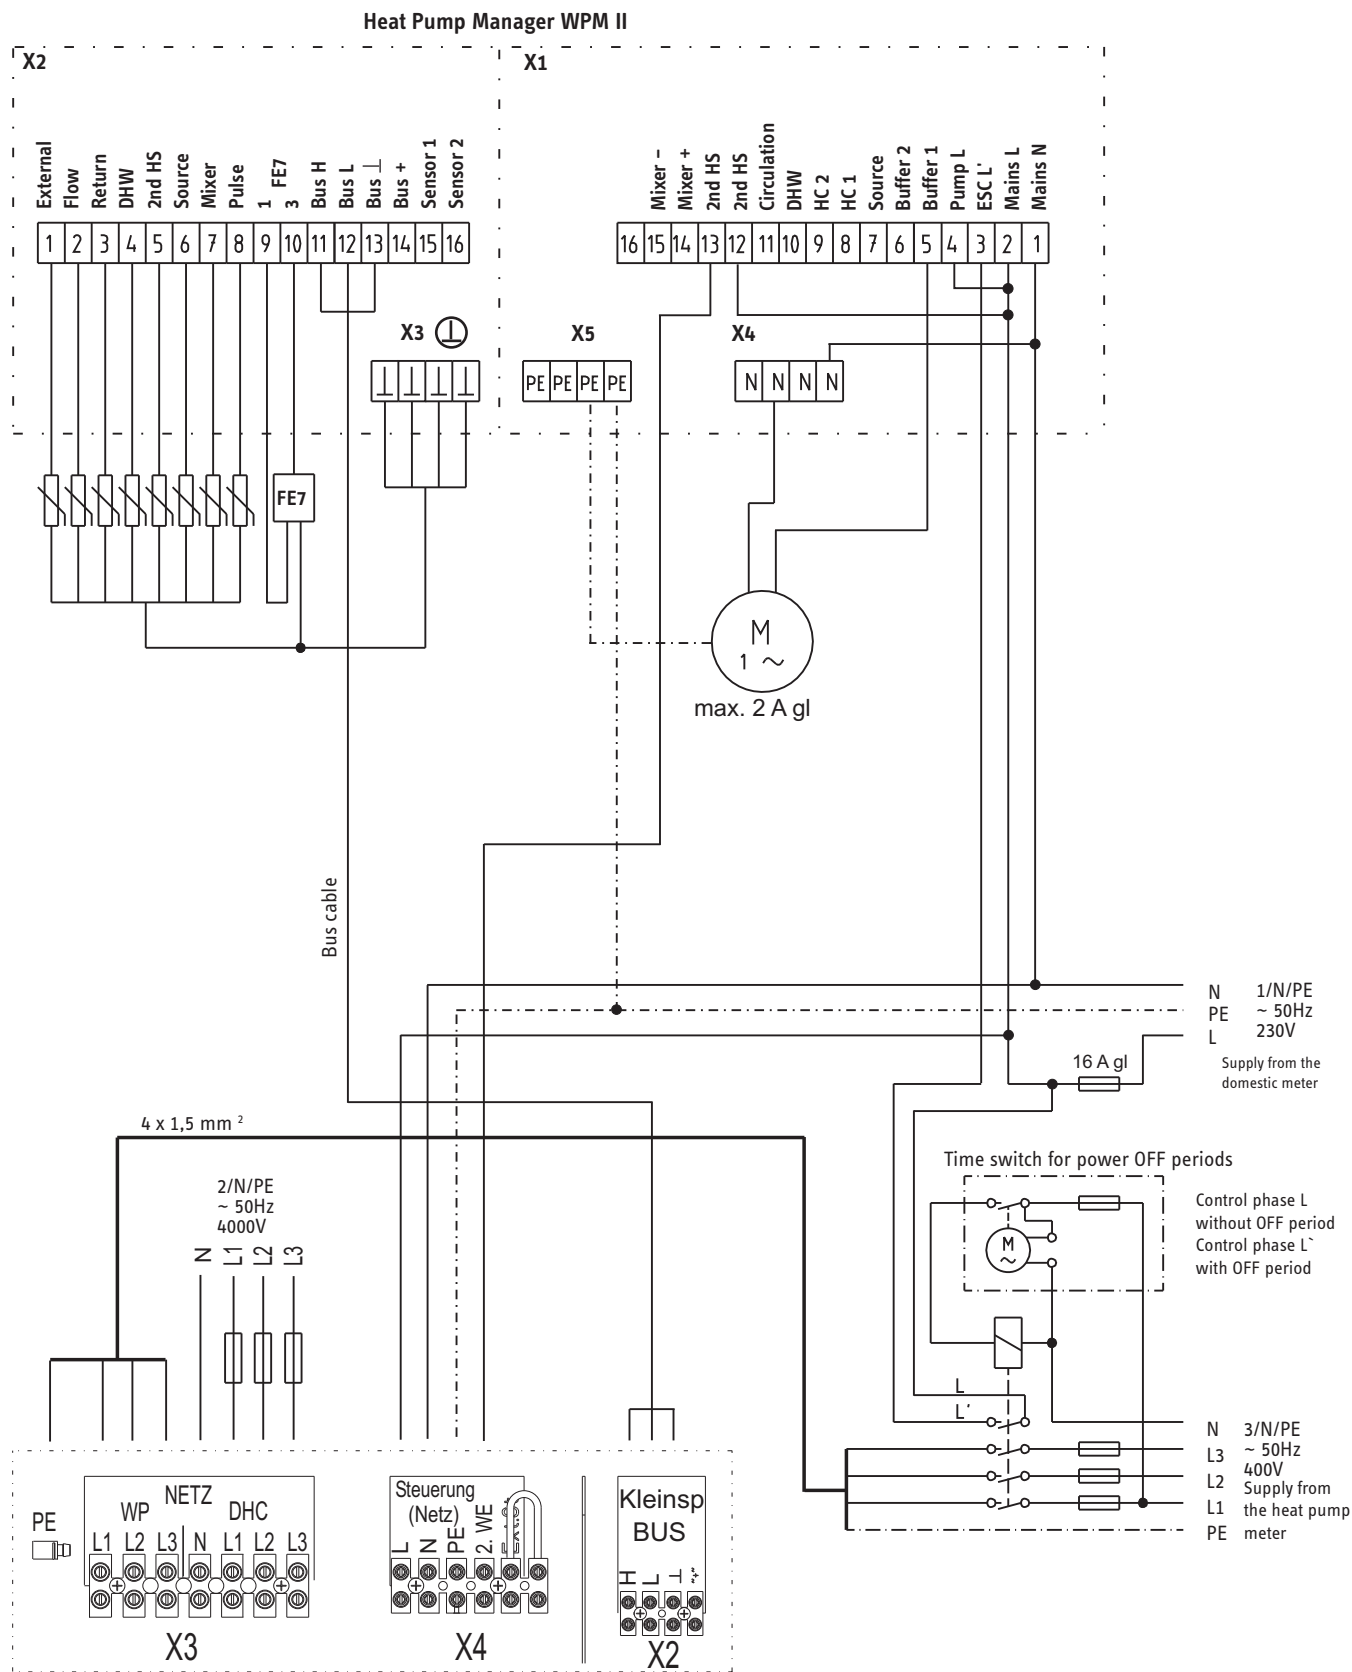 Heat Pump Manager WPM II
X2
X1
External
Flow
Return
DHW
2nd HS
Source
Mixer
Pulse
1
FE7
3
Bus H
Bus L
Bus ⊥
Bus +
Sensor 1
Sensor 2
Mixer –
Mixer +
2nd HS
2nd HS
Circulation
DHW
HC 2
HC 1
Source
Buffer 2
Buffer 1
Pump L
ESC L'
Mains L
Mains N
1 2 3 4 5 6 7 8 9 10 11 12 13 14 15 16
16 15 14 13 12 11 10 9 8 7 6 5 4 3 2 1
X3
X5
X4
PE PE PE PE
N N N N
FE7
M
1 ~
max. 2 A gl
Bus cable
N
PE
L
1/N/PE
~ 50Hz
230V
Supply from the
domestic meter
16 A gl
4 x 1,5 mm ²
2/N/PE
~ 50Hz
4000V
N
L1
L2
L3
Time switch for power OFF periods
M
~
Control phase L
without OFF period
Control phase L`
with OFF period
L
L´
N
L3
L2
L1
PE
3/N/PE
~ 50Hz
400V
Supply from
the heat pump
meter
PE
NETZ
WP
DHC
L1 L2 L3 N L1 L2 L3
X3
Steuerung
(Netz)
L
N
PE
2. WE
X4
Kleinsp
BUS
H
L
⊥
"+"
X2